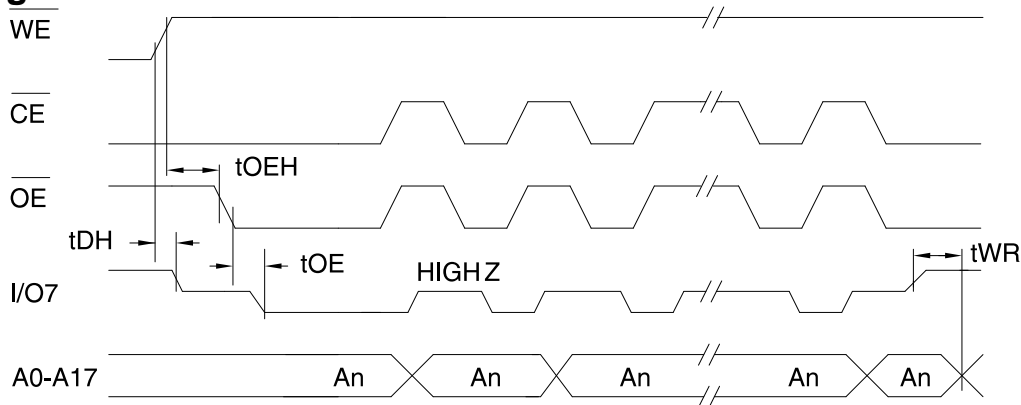 g
WE
CE
tOEH
OE
tDH
tOE
tWR
HIGH Z
I/O7
A0-A17 An An An An An